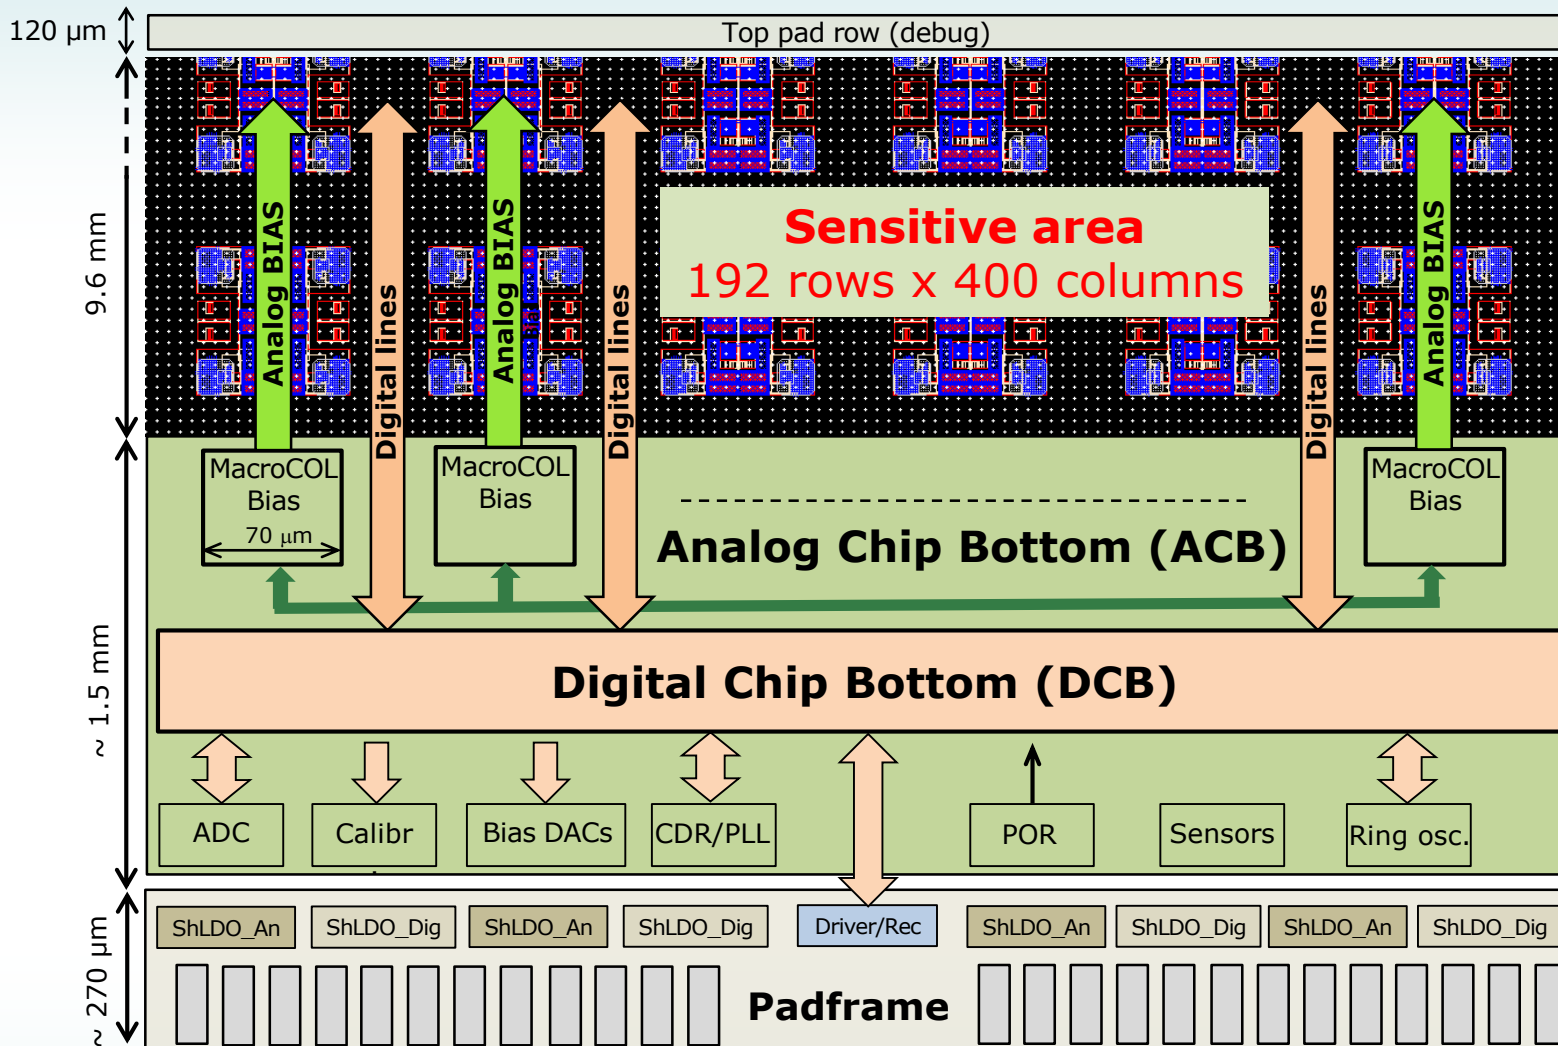 120 µm
Top pad row (debug)
9.6 mm
Analog BIAS
Digital lines
Analog BIAS
Digital lines
Sensitive area
192 rows x 400 columns
Digital lines
Analog BIAS
~ 1.5 mm
MacroCOL
Bias
70 µm
MacroCOL
Bias
MacroCOL
Bias
Analog Chip Bottom (ACB)
Digital Chip Bottom (DCB)
ADC
Calibr
.
Bias DACs
CDR/PLL
POR
Sensors
Ring osc.
~ 270 µm
ShLDO_An
ShLDO_Dig
ShLDO_An
ShLDO_Dig
Driver/Rec
ShLDO_An
ShLDO_Dig
ShLDO_An
ShLDO_Dig
Padframe